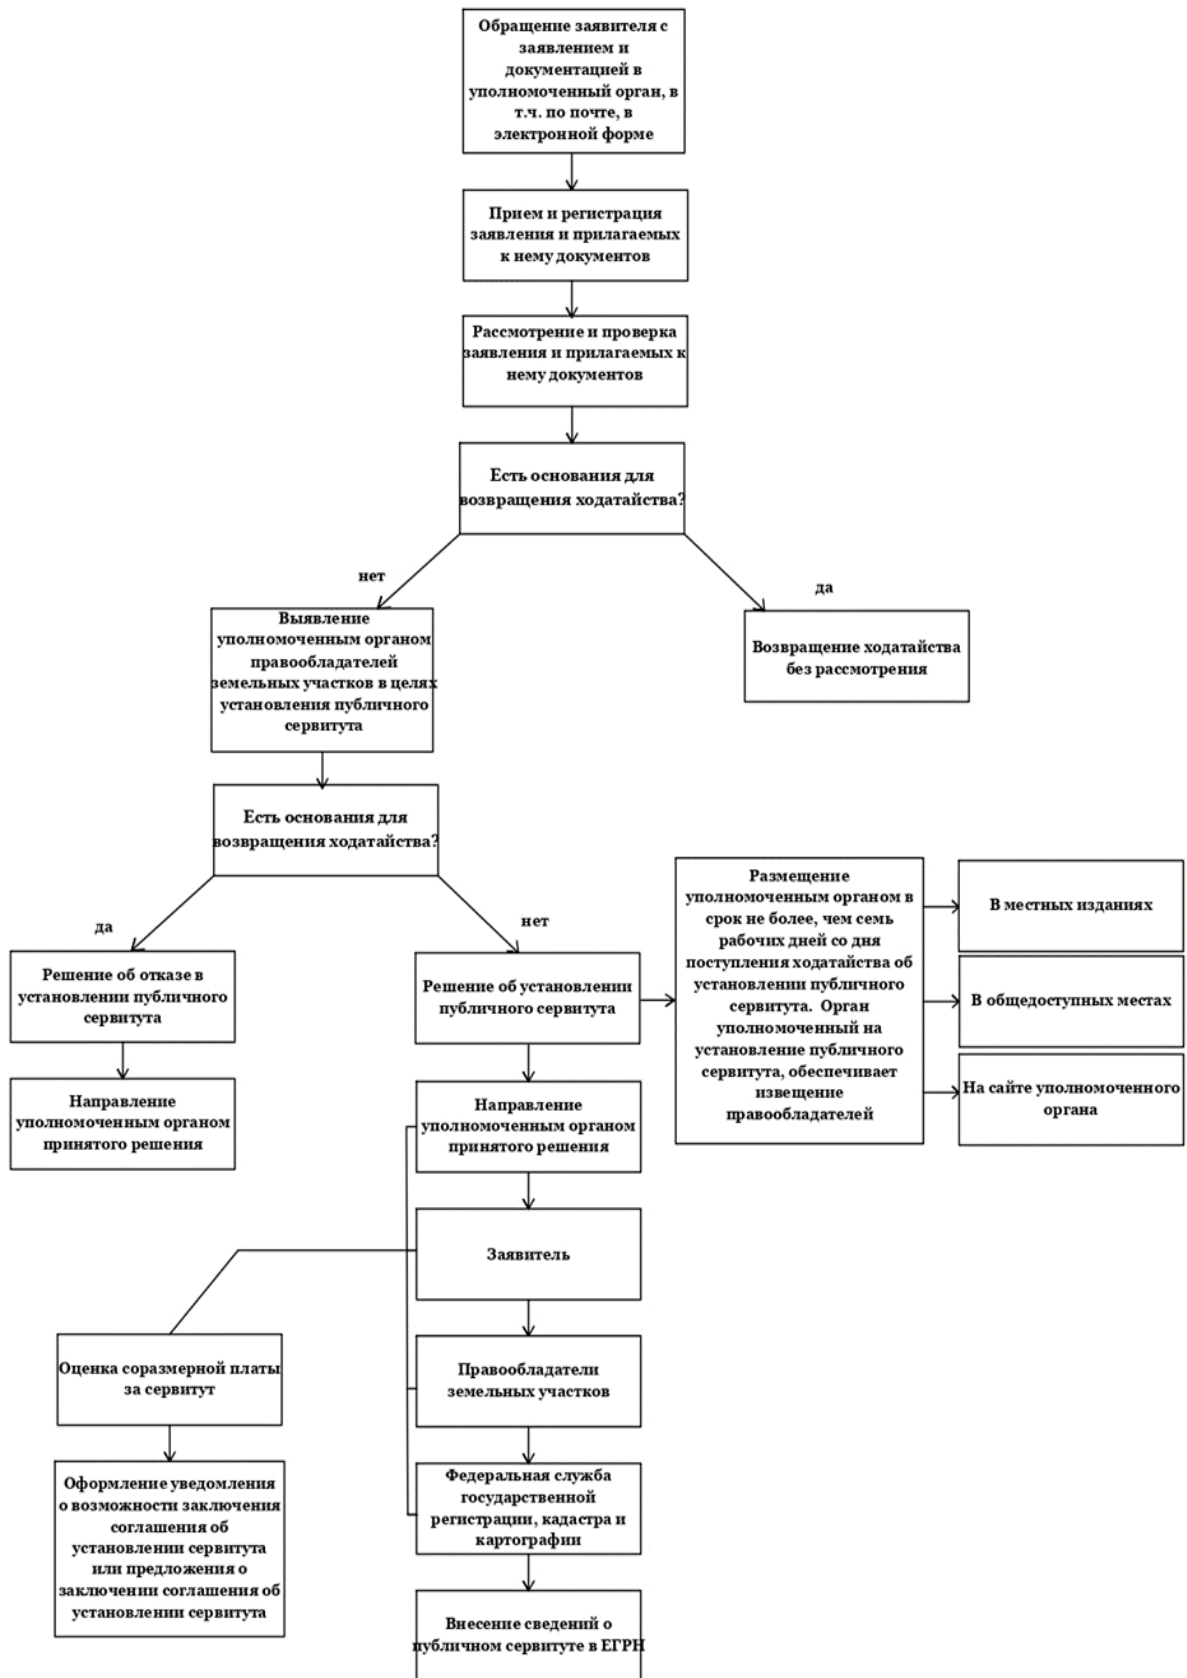 Обращение заявителя с
заявлением и
документацией в
уполномоченный орган, в
т.ч. по почте, в
электронной форме
Прием и регистрация
заявления и прилагаемых
к нему документов
Рассмотрение и проверка
заявления и прилагаемых к
нему документов
Есть основания для
возвращения ходатайства?
нет
да
Выявление
уполномоченным органом
правообладателей
земельных участков в целях
установления публичного
сервитута
Возвращение ходатайства
без рассмотрения
Есть основания для
возвращения ходатайства?
да
нет
Решение об отказе в
установлении публичного
сервитута
Направление
уполномоченным органом
принятого решения
Решение об установлении
публичного сервитута
Размещение
уполномоченным органом в
срок не более, чем семь
рабочих дней со дня
поступления ходатайства об
установлении публичного
сервитута. Орган
уполномоченный на
установление публичного
сервитута, обеспечивает
извещение
правообладателей
В местных изданиях
В общедоступных местах
На сайте уполномоченного
органа
Направление
уполномоченным органом
принятого решения
Заявитель
Правообладатели
земельных участков
Федеральная служба
государственной
регистрации, кадастра и
картографии
Внесение сведений о
публичном сервитуте в ЕГРН
Оценка соразмерной платы
за сервитут
Оформление уведомления
о возможности заключения
соглашения об
установлении сервитута
или предложения о
заключении соглашения об
установлении сервитута